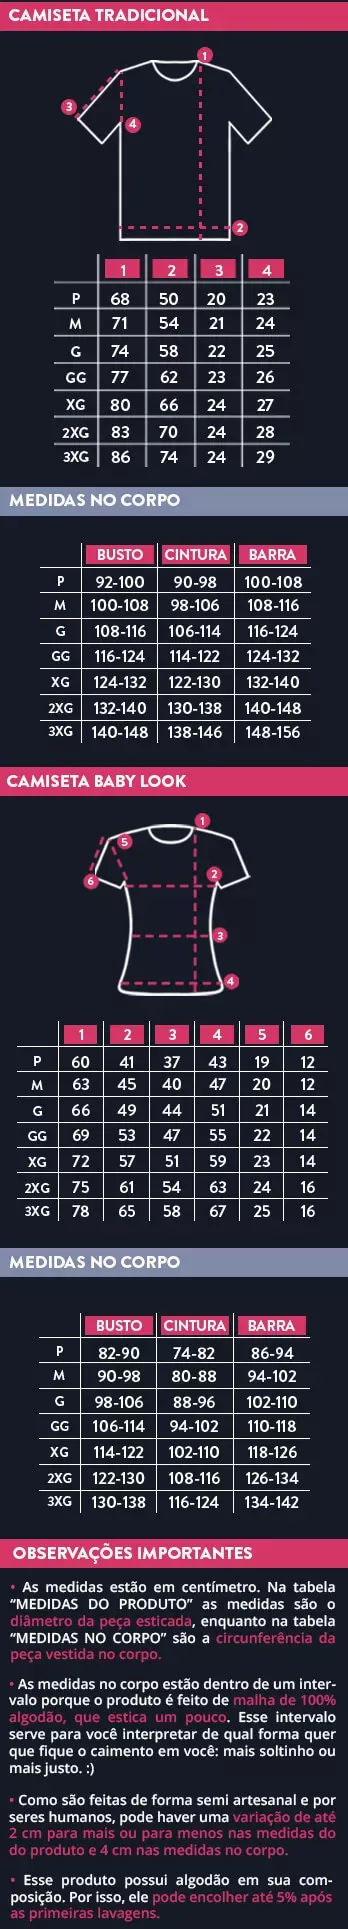 CAMISETA TRADICIONAL
1
3
4
2
1 2 3 4
P 68 50 20 23
M 71 54 21 24
G 74 58 22 25
GG 77 62 23 26
XG 80 66 24 27
2XG 83 70 24 28
3XG 86 74 24 29
MEDIDAS NO CORPO
BUSTO CINTURA BARRA
P 92-100 90-98 100-108
M 100-108 98-106 108-116
G 108-116 106-114 116-124
GG 116-124 114-122 124-132
XG 124-132 122-130 132-140
2XG 132-140 130-138 140-148
3XG 140-148 138-146 148-156
CAMISETA BABY LOOK
1
5
2
6
3
4
1 2 3 4 5 6
P 60 41 37 43 19 12
M 63 45 40 47 20 12
G 66 49 44 51 21 14
GG 69 53 47 55 22 14
XG 72 57 51 59 23 14
2XG 75 61 54 63 24 16
3XG 78 65 58 67 25 16
MEDIDAS NO CORPO
BUSTO CINTURA BARRA
P 82-90 74-82 86-94
M 90-98 80-88 94-102
G 98-106 88-96 102-110
GG 106-114 94-102 110-118
XG 114-122 102-110 118-126
2XG 122-130 108-116 126-134
3XG 130-138 116-124 134-142
OBSERVAÇÕES IMPORTANTES
• As medidas estão em centímetro. Na tabela
“MEDIDAS DO PRODUTO” as medidas são o
diâmetro da peça esticada, enquanto na tabela
“MEDIDAS NO CORPO” são a circunferência da
peça vestida no corpo.
• As medidas no corpo estão dentro de um inter-
valo porque o produto é feito de malha de 100%
algodão, que estica um pouco. Esse intervalo
serve para você interpretar de qual forma quer
que fique o caimento em você: mais soltinho ou
mais justo. :)
• Como são feitas de forma semi artesanal e por
seres humanos, pode haver uma variação de até
2 cm para mais ou para menos nas medidas do
do produto e 4 cm nas medidas no corpo.
• Esse produto possui algodão em sua com-
posição. Por isso, ele pode encolher até 5% após
as primeiras lavagens.